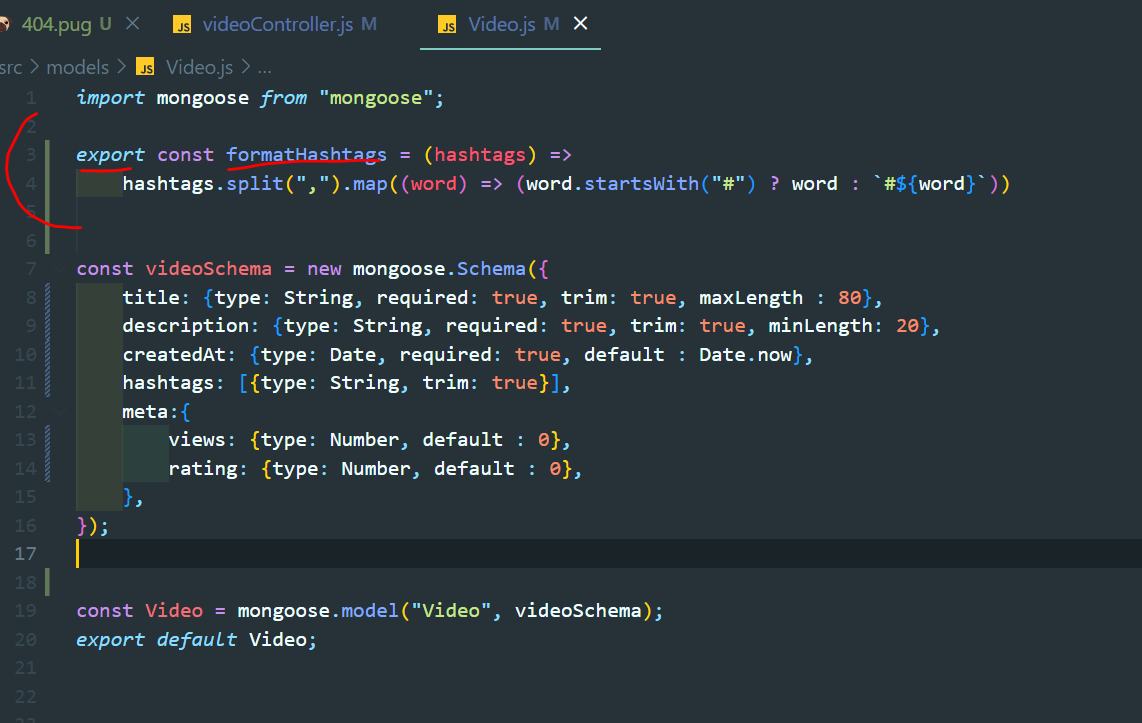 404.pug U
JS videoController.js M
JS Video.js M
src > models > JS Video.js > ...
1 import mongoose from "mongoose";
2
3 export const formatHashtags = (hashtags) =>
4 hashtags.split(",").map((word) => (word.startsWith("#") ? word : `#${word}`))
5
6
7 const videoSchema = new mongoose.Schema({
8 title: {type: String, required: true, trim: true, maxLength : 80},
9 description: {type: String, required: true, trim: true, minLength: 20},
10 createdAt: {type: Date, required: true, default : Date.now},
11 hashtags: [{type: String, trim: true}],
12 meta:{
13 views: {type: Number, default : 0},
14 rating: {type: Number, default : 0},
15 },
16 });
17
18
19 const Video = mongoose.model("Video", videoSchema);
20 export default Video;
21
22
23